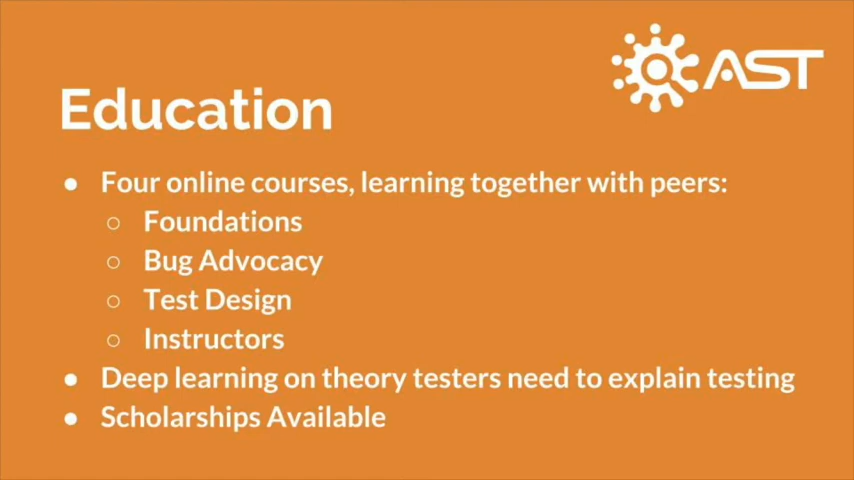 AST
Education
● Four online courses, learning together with peers:
○ Foundations
○ Bug Advocacy
○ Test Design
○ Instructors
● Deep learning on theory testers need to explain testing
● Scholarships Available